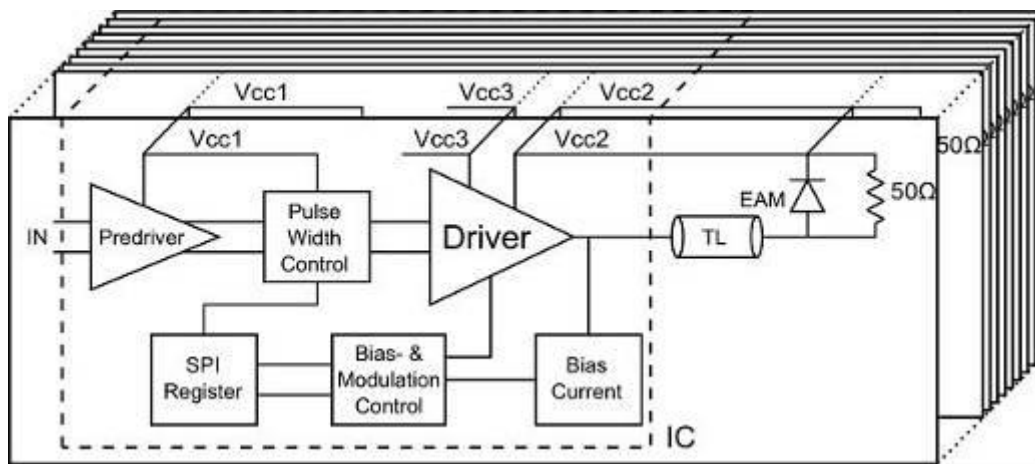 Vcc1
Vcc3
Vcc2
Vcc1
Vcc3
Vcc2
50Ω
50Ω
EAM
IN
Predriver
Pulse
Width
Control
Driver
TL
SPI
Register
Bias- &
Modulation
Control
Bias
Current
IC